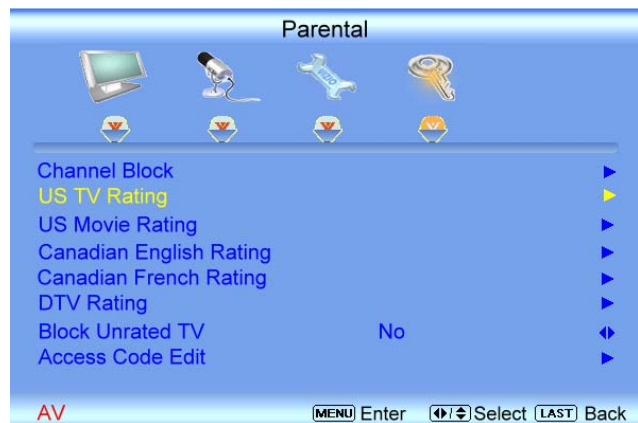 Parental
Channel Block
US TV Rating
US Movie Rating
Canadian English Rating
Canadian French Rating
DTV Rating
Block Unrated TV No
Access Code Edit
AV MENU Enter Select LAST Back